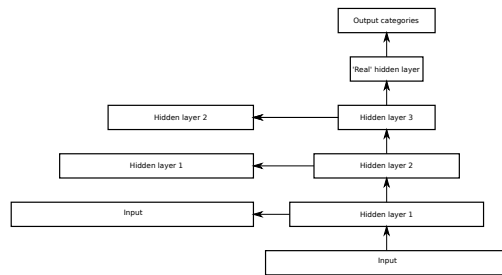 Output categories
'Real' hidden layer
Hidden layer 2
Hidden layer 3
Hidden layer 1
Hidden layer 2
Input
Hidden layer 1
Input